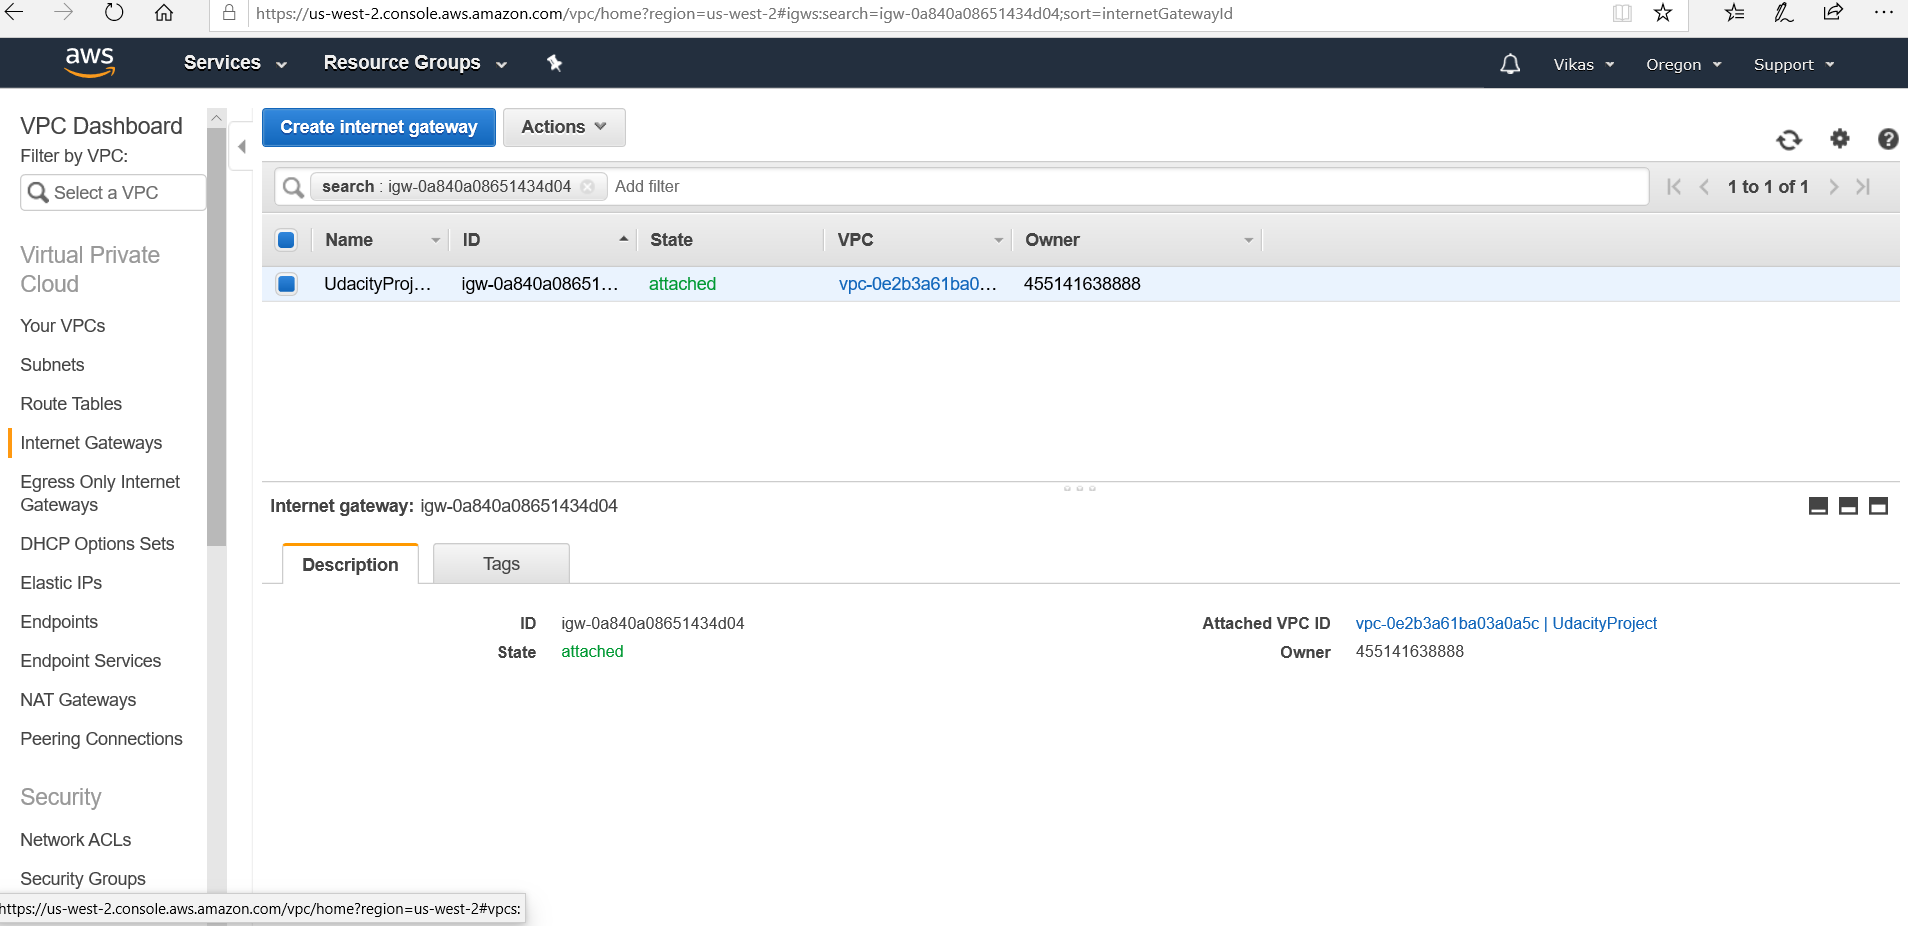 https://us-west-2.console.aws.amazon.com/vpc/home?region=us-west-2#igws:search=igw-0a840a08651434d04;sort=internetGatewayId
aws Services Resource Groups Vikas Oregon Support
VPC Dashboard
Filter by VPC:
Select a VPC
Virtual Private
Cloud
Your VPCs
Subnets
Route Tables
Internet Gateways
Egress Only Internet
Gateways
DHCP Options Sets
Elastic IPs
Endpoints
Endpoint Services
NAT Gateways
Peering Connections
Security
Network ACLs
Security Groups
Create internet gateway Actions
search : igw-0a840a08651434d04 Add filter 1 to 1 of 1
Name ID State VPC Owner
UdacityProj... igw-0a840a08651... attached vpc-0e2b3a61ba0... 455141638888
Internet gateway: igw-0a840a08651434d04
Description Tags
ID igw-0a840a08651434d04 Attached VPC ID vpc-0e2b3a61ba03a0a5c | UdacityProject
State attached Owner 455141638888
https://us-west-2.console.aws.amazon.com/vpc/home?region=us-west-2#vpcs: